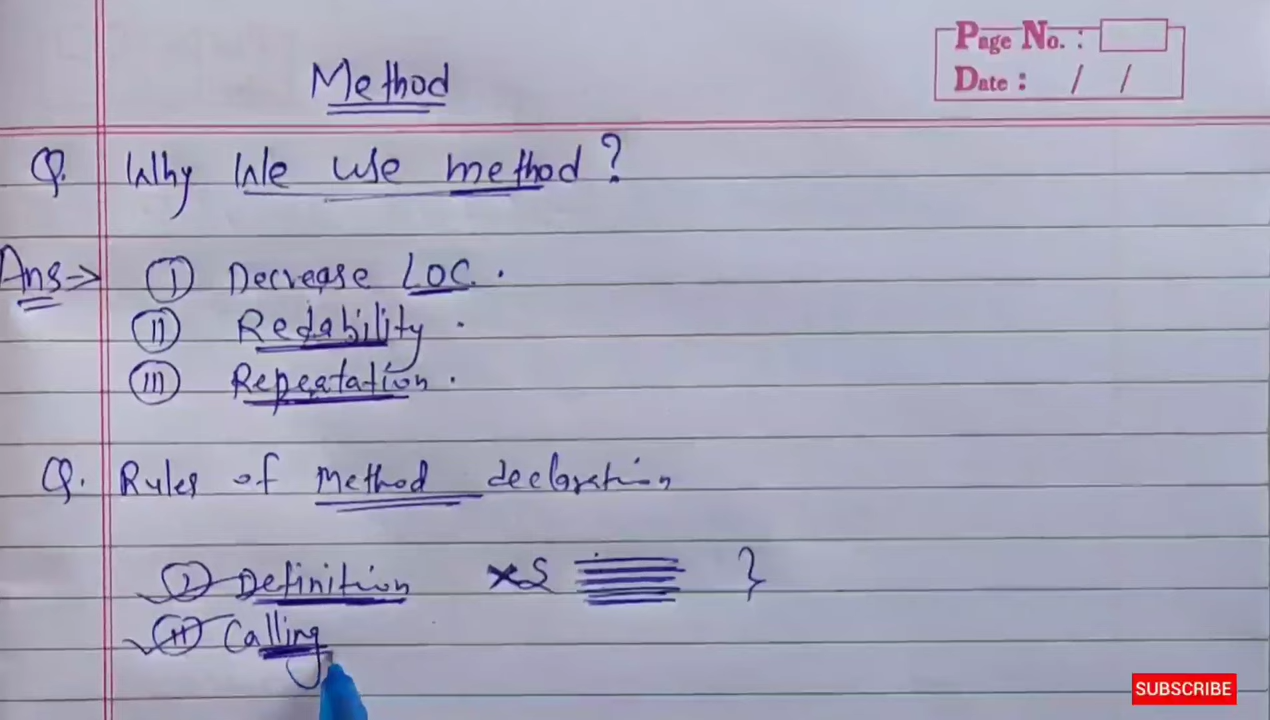 Page No. :
Date : / /
Method
Q. Why We use method?
Ans→ (I) Decrease LOC.
(II) Redability.
(III) Repeatation.
Q. Rules of Method declaration
(I) Definition { }
(II) Calling
SUBSCRIBE